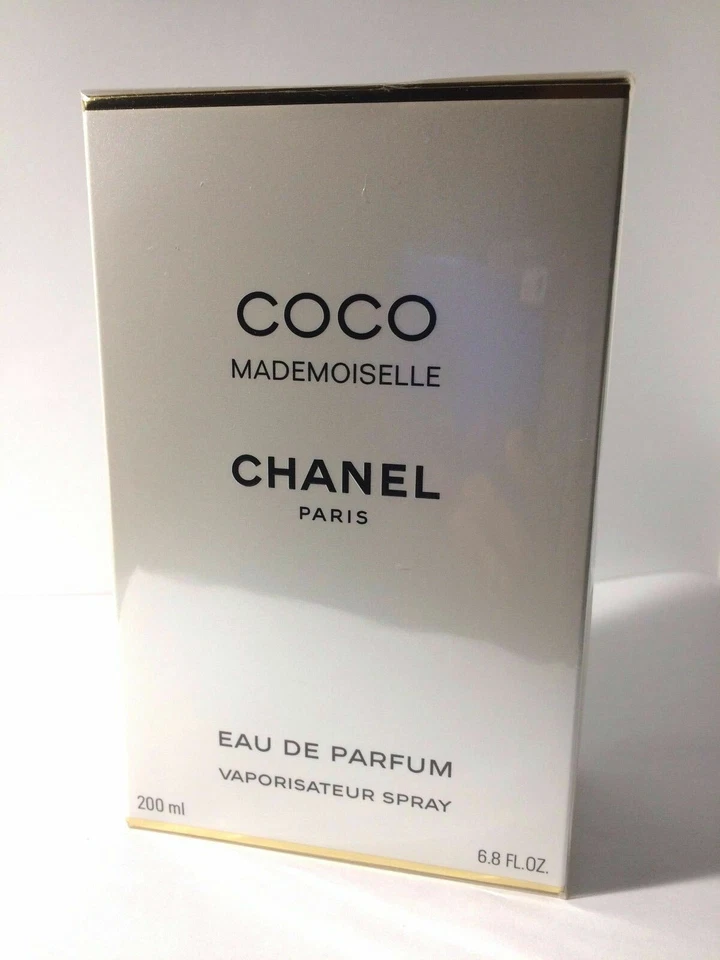 COCO
MADEMOISELLE
CHANEL
PARIS
EAU DE PARFUM
VAPORISATEUR SPRAY
200 ml
6.8 FL.OZ.